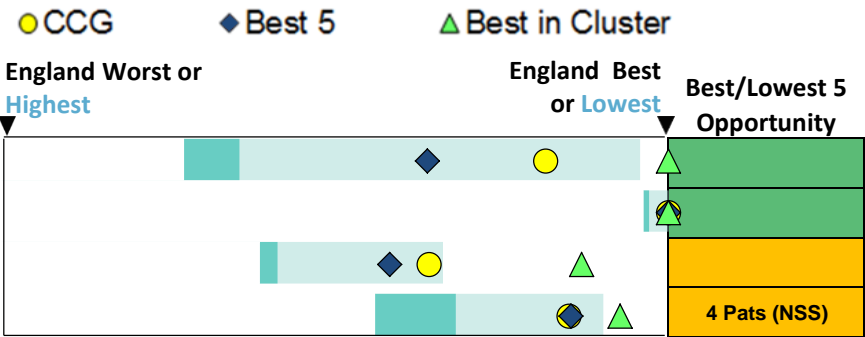 CCG Best 5 Best in Cluster
England Worst or
Highest
England Best
or Lowest
Best/Lowest 5
Opportunity
4 Pats (NSS)